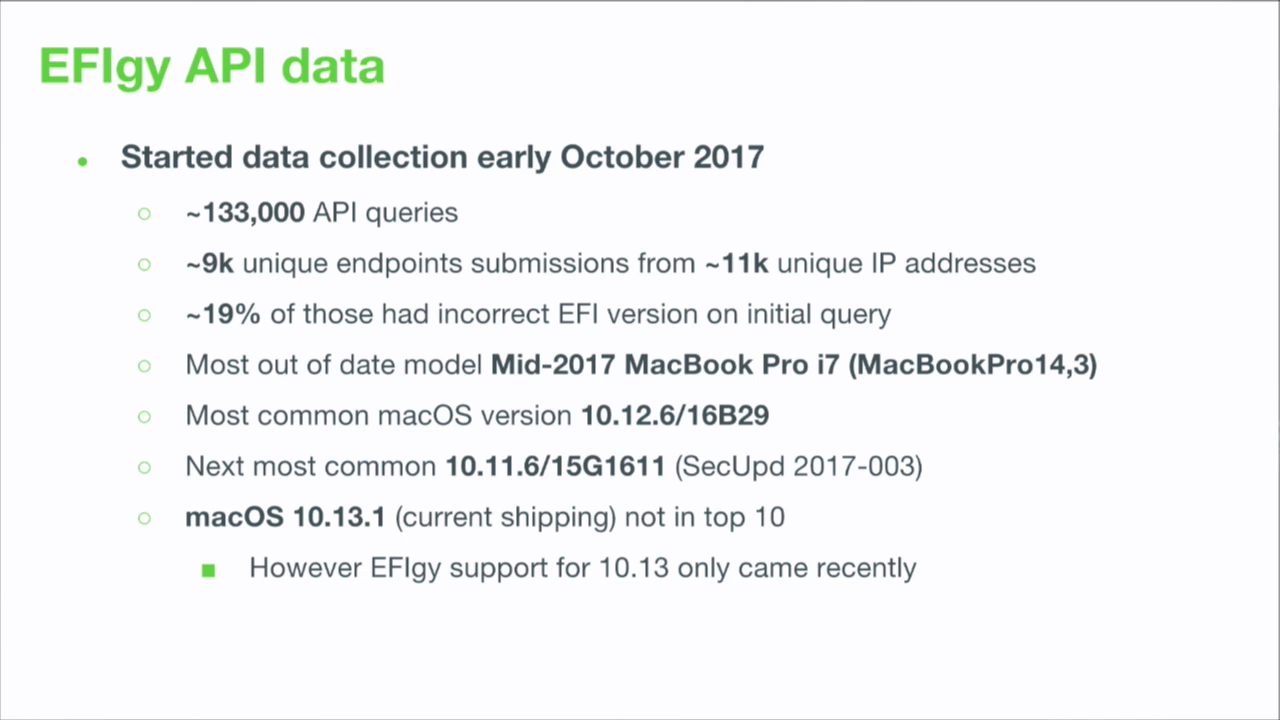 EFIgy API data
• Started data collection early October 2017
○ ~133,000 API queries
○ ~9k unique endpoints submissions from ~11k unique IP addresses
○ ~19% of those had incorrect EFI version on initial query
○ Most out of date model Mid-2017 MacBook Pro i7 (MacBookPro14,3)
○ Most common macOS version 10.12.6/16B29
○ Next most common 10.11.6/15G1611 (SecUpd 2017-003)
○ macOS 10.13.1 (current shipping) not in top 10
■ However EFIgy support for 10.13 only came recently